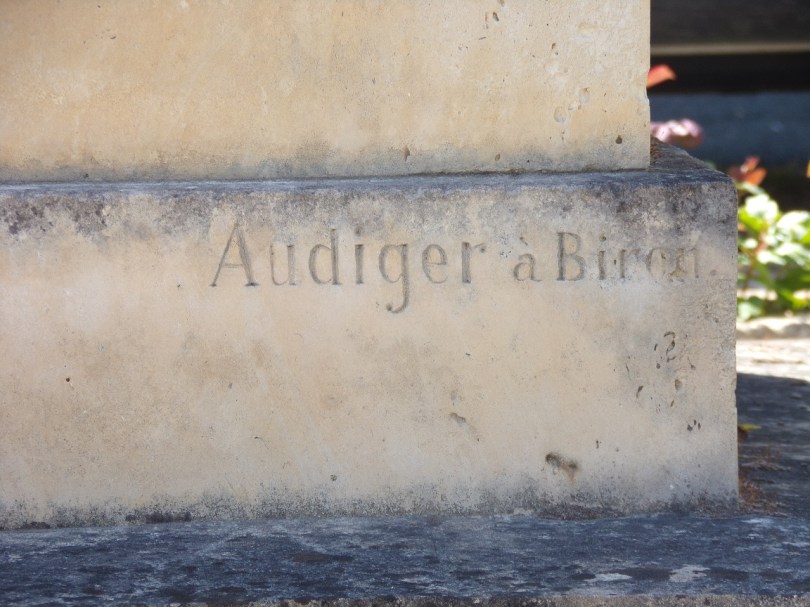 Audiger à Biron.